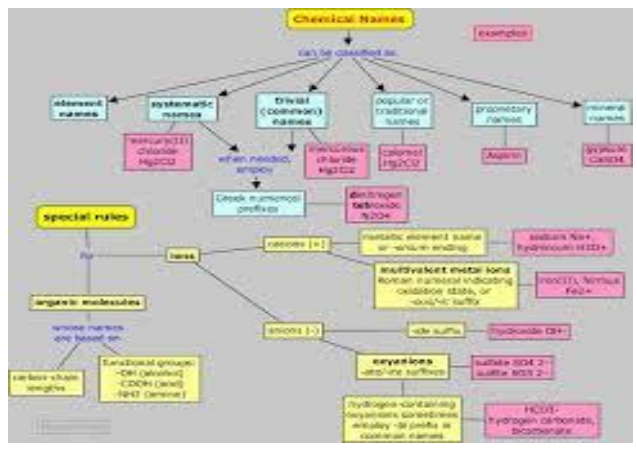 Chemical Names
examples
can be classified as
element
names
systematic
names
trivial
(common)
names
popular or
traditional
names
proprietary
names
mineral
names
mercury(I)
chloride
Hg2Cl2
when needed,
employ
mercurous
chloride
Hg2Cl2
calomel
Hg2Cl2
Aspirin
gypsum
CaSO4
Greek numerical
prefixes
dinitrogen
tetroxide,
N2O4
special rules
for
ions
cations (+)
metallic element name
or -onium ending
sodium Na+,
hydronium H3O+
multivalent metal ions
Roman numeral indicating
oxidation state, or
-ous/-ic suffix
iron(II), ferrous
Fe2+
organic molecules
whose names
are based on
carbon-chain
lengths
functional groups:
-OH (alcohol)
-COOH (acid)
-NH2 (amine)
anions (-)
-ide suffix
hydroxide OH-
oxyanions
-ate/-ite suffixes
sulfate SO4 2-
sulfite SO3 2-
hydrogen-containing
oxyanions sometimes
employ -bi prefix in
common names
HCO3-
hydrogen carbonate,
bicarbonate